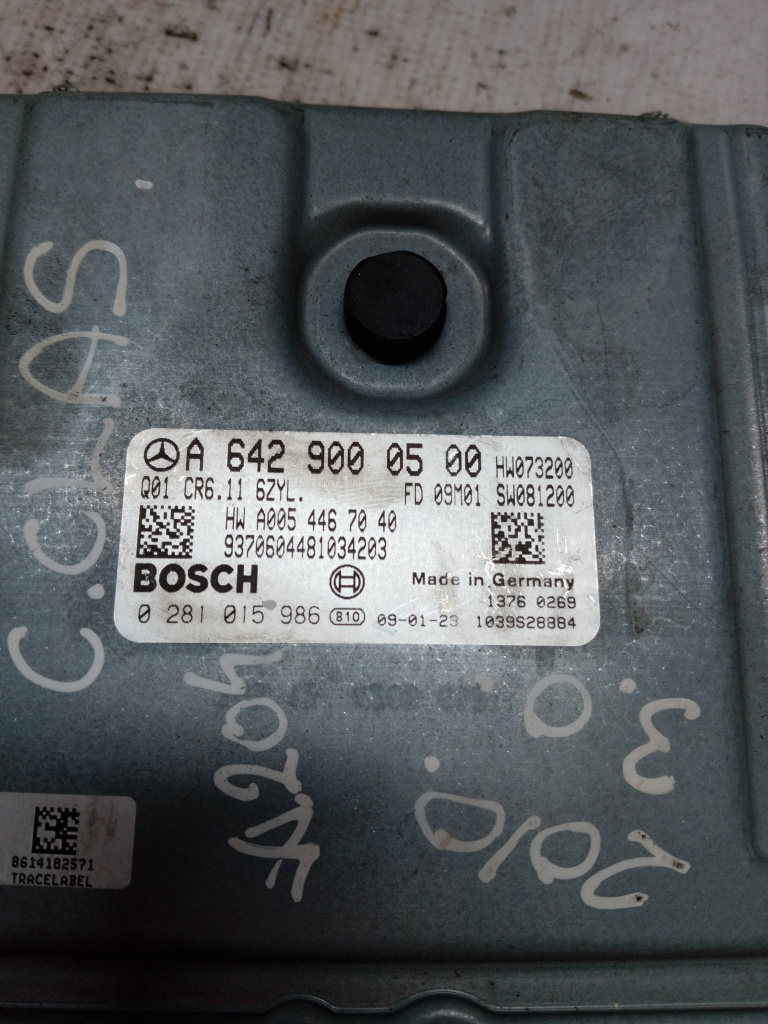 A 642 900 05 00 HW073200
Q01 CR6.11 6ZYL. FD 09M01 SW081200
HW A005 446 70 40
9370604481034203
BOSCH Made in Germany
1376 0269
0 281 015 986 810 09-01-23 1039S28884
8614182571
TRACELABEL
C.CLAS
3.0.
2010.